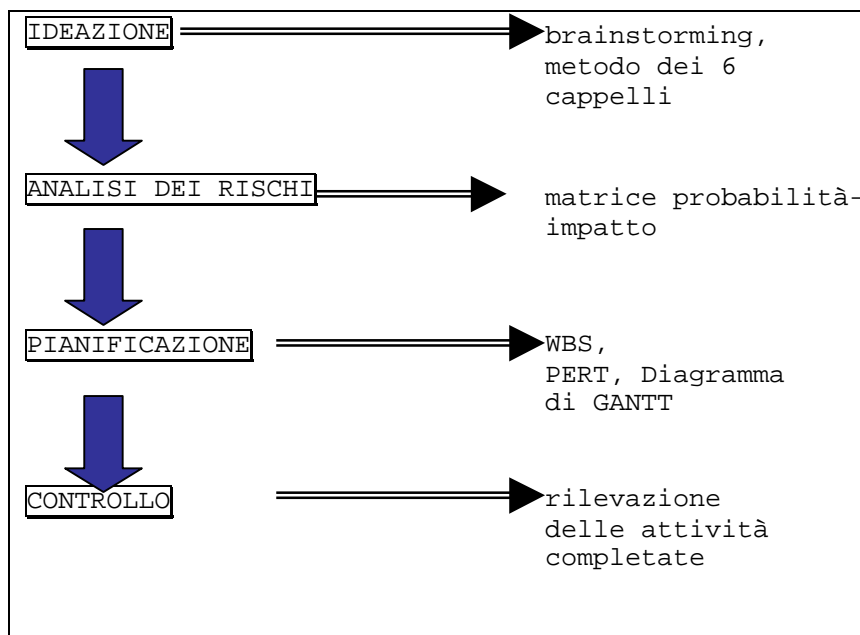 IDEAZIONE
brainstorming,
metodo dei 6
cappelli
ANALISI DEI RISCHI
matrice probabilità-
impatto
PIANIFICAZIONE
WBS,
PERT, Diagramma
di GANTT
CONTROLLO
rilevazione
delle attività
completate